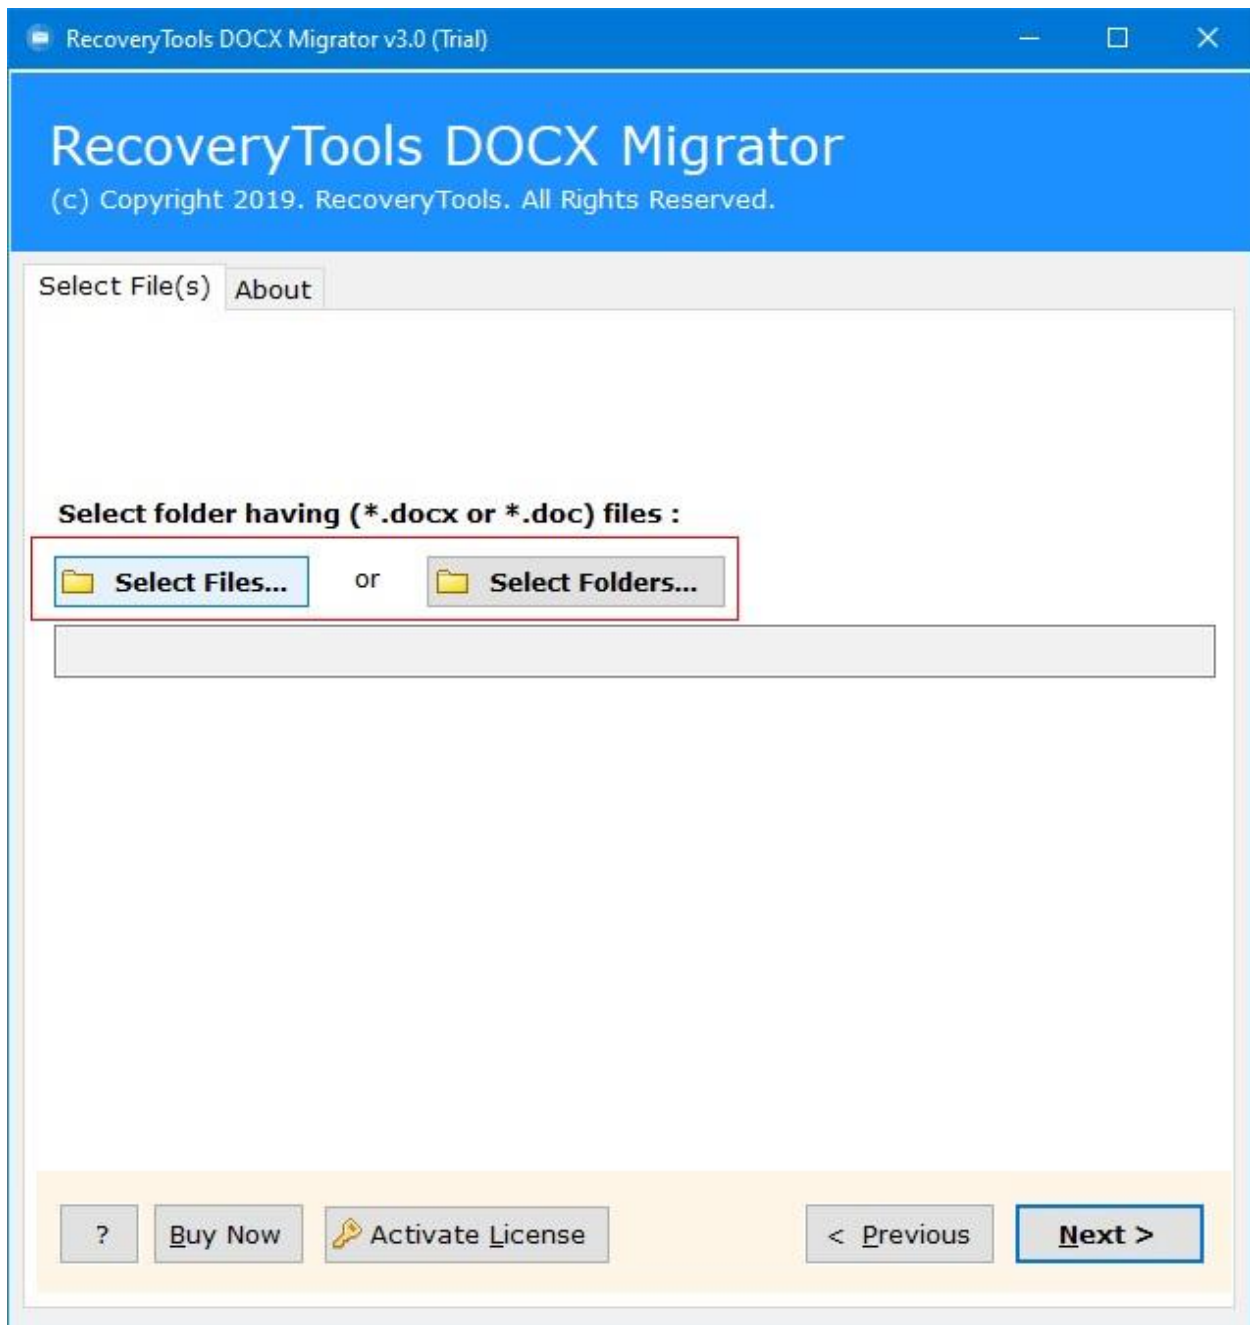 RecoveryTools DOCX Migrator v3.0 (Trial)
RecoveryTools DOCX Migrator
(c) Copyright 2019. RecoveryTools. All Rights Reserved.
Select File(s) About
Select folder having (*.docx or *.doc) files :
Select Files... or Select Folders...
? Buy Now Activate License < Previous Next >